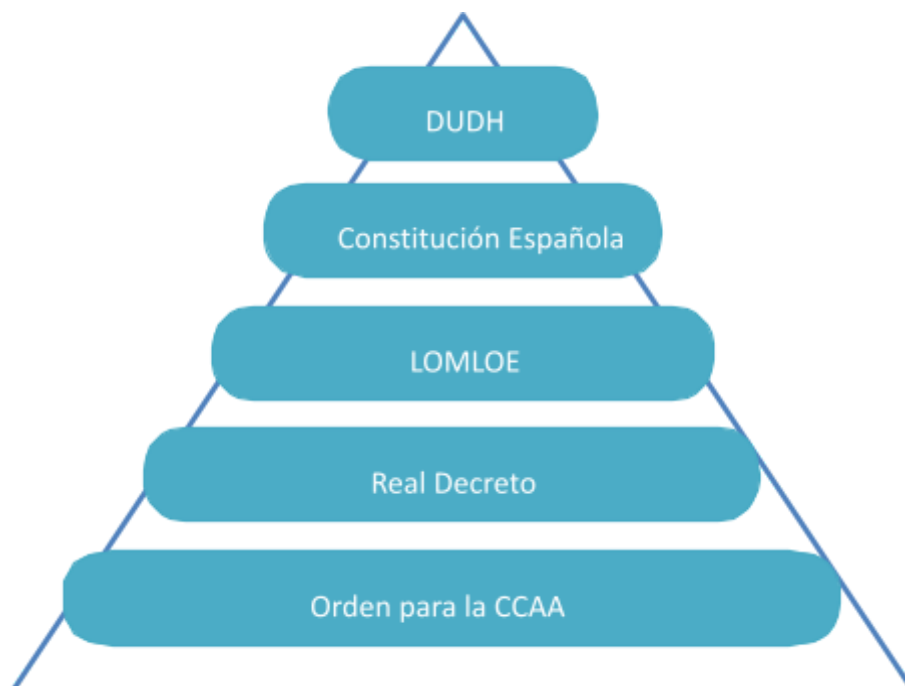 DUDH
Constitución Española
LOMLOE
Real Decreto
Orden para la CCAA